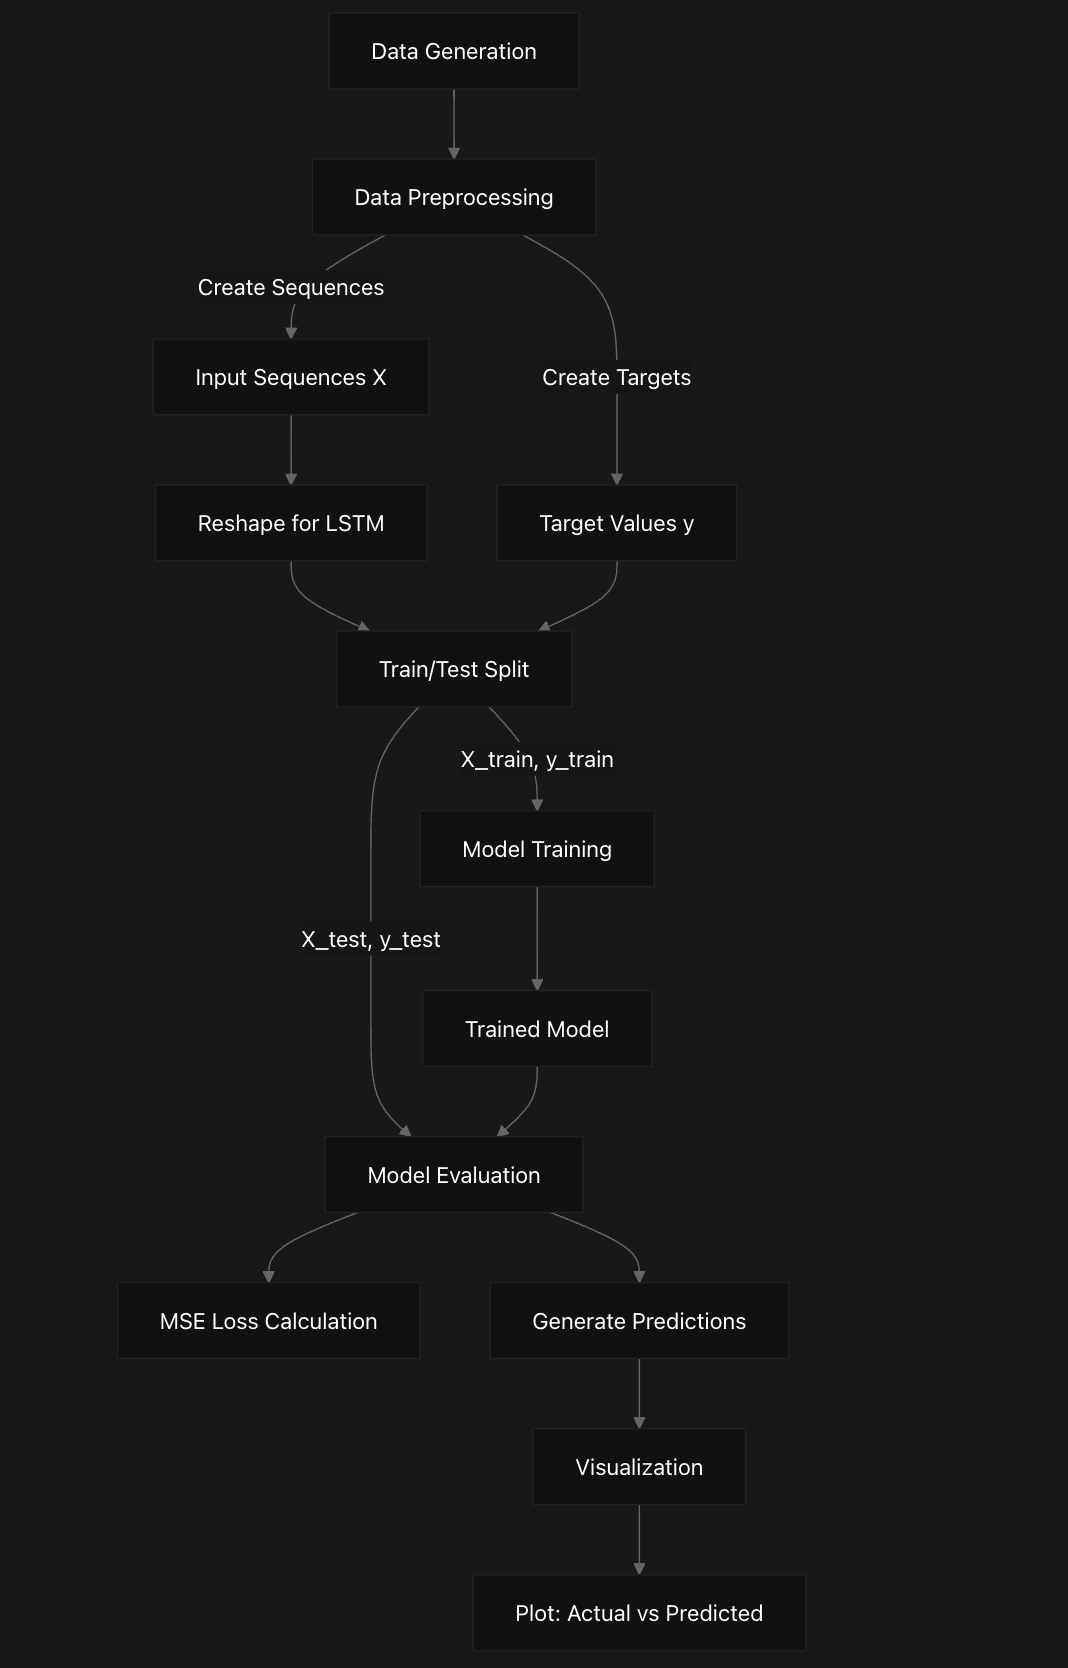 Data Generation
Data Preprocessing
Create Sequences
Input Sequences X
Create Targets
Reshape for LSTM
Target Values y
Train/Test Split
X_train, y_train
Model Training
X_test, y_test
Trained Model
Model Evaluation
MSE Loss Calculation
Generate Predictions
Visualization
Plot: Actual vs Predicted